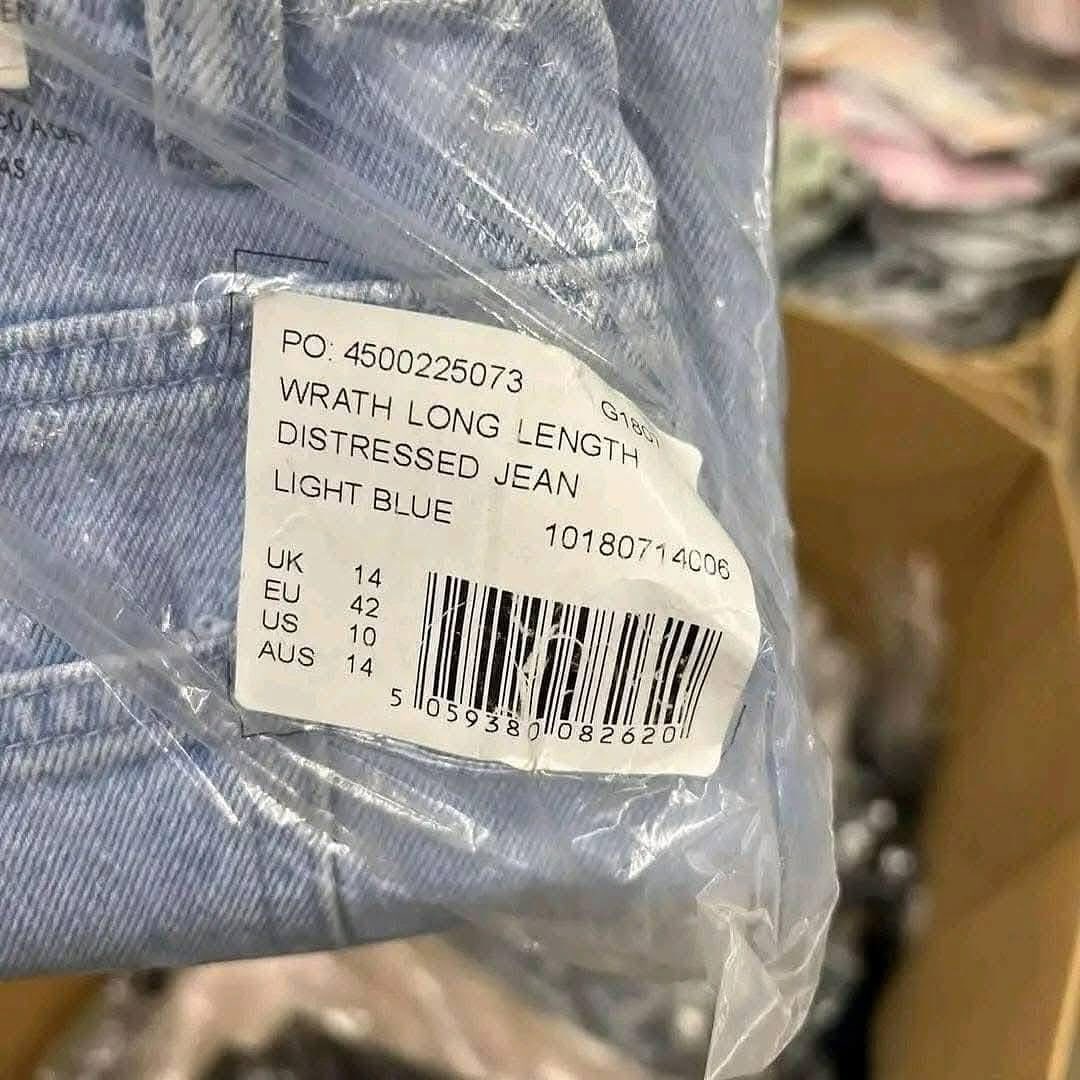 PO: 4500225073
WRATH LONG LENGTH
DISTRESSED JEAN
LIGHT BLUE
10180714006
UK 14
EU 42
US 10
AUS 14
5 059380 082620